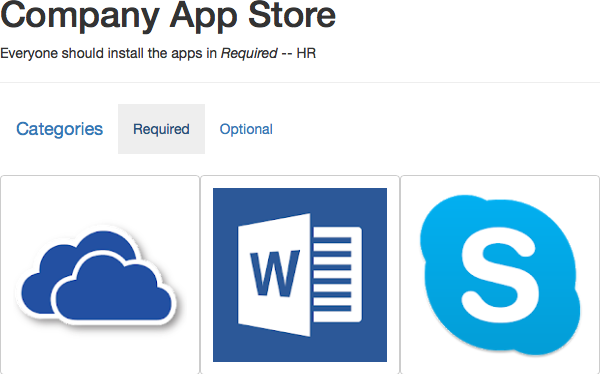 Company App Store
Everyone should install the apps in Required -- HR
Categories Required Optional
W
S